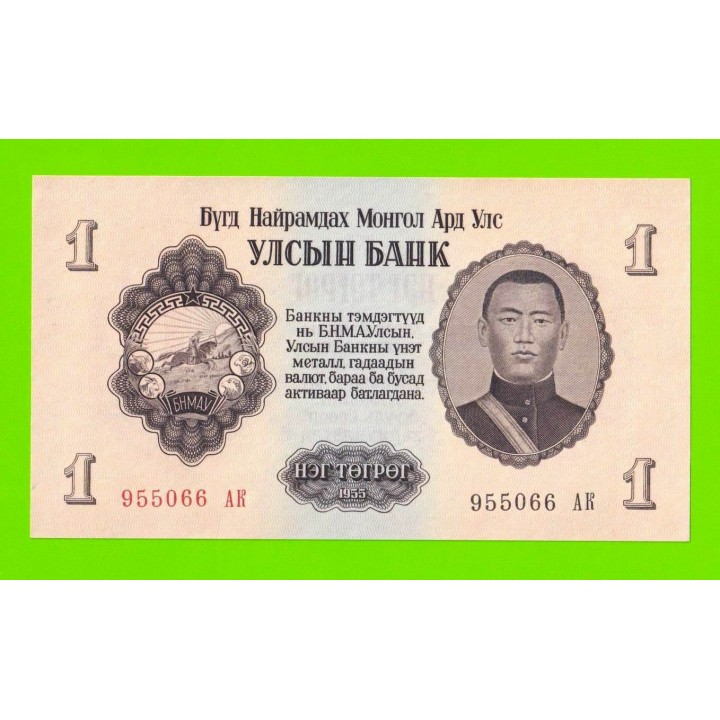 Бүгд Найрамдах Монгол Ард Улс
УЛСЫН БАНК
1
1
Банкны тэмдэгтүүд
нь Б.Н.М.А.Улсын,
Улсын Банкны үнэт
металл, гадаадын
валют, бараа ба бусад
активаар батлагдана.
БНМАУ
НЭГ ТӨГРӨГ
1955
1
955066 АК
955066 АК
1